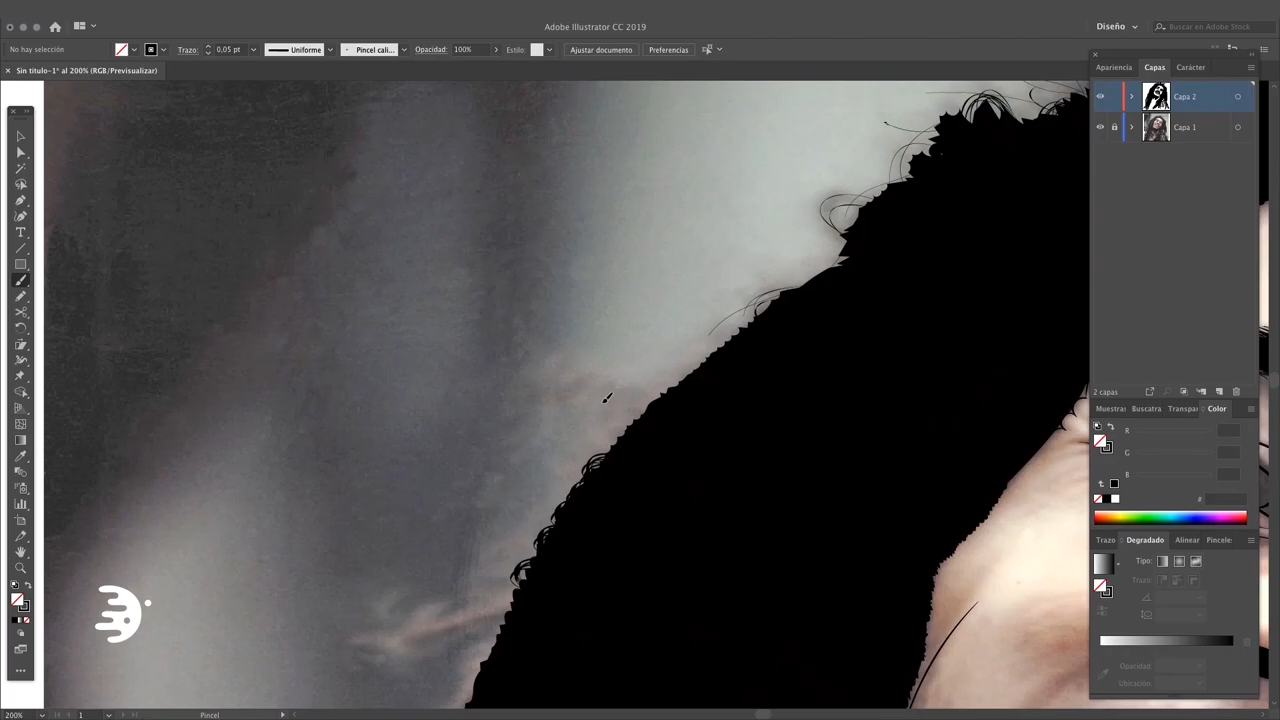 Adobe Illustrator CC 2019
Diseño
Buscar en Adobe Stock
No hay selección
Trazo:
0,05 pt
Uniforme
Pincel cali...
Opacidad:
100%
Estilo:
Ajustar documento
Preferencias
Sin título-1* al 200% (RGB/Previsualizar)
Apariencia
Capas
Carácter
Capa 2
Capa 1
2 capas
Muestras
Buscatra
Transpa
Color
R
G
B
#
Trazo
Degradado
Alinear
Pincele:
Tipo:
Trazo:
Opacidad:
Ubicación:
200%
1
Pincel